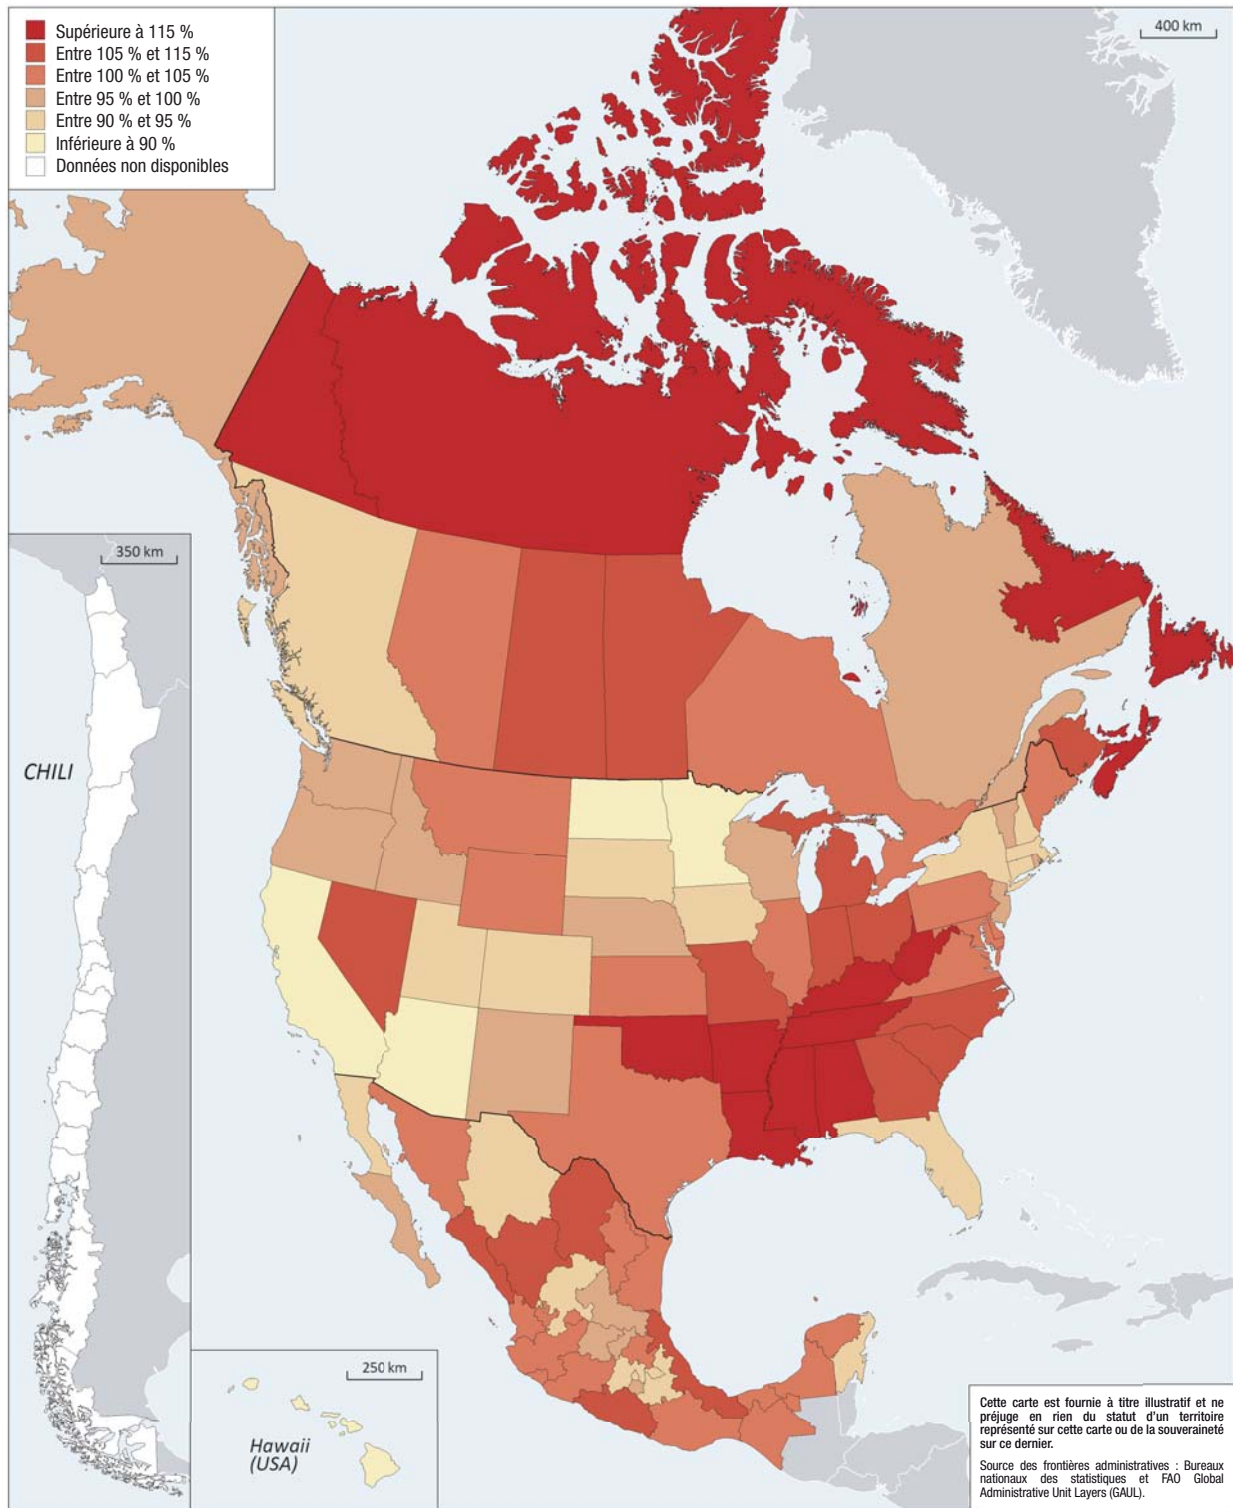 Supérieure à 115 %
Entre 105 % et 115 %
Entre 100 % et 105 %
Entre 95 % et 100 %
Entre 90 % et 95 %
Inférieure à 90 %
Données non disponibles
400 km
350 km
CHILI
250 km
Hawaii
(USA)
Cette carte est fournie à titre illustratif et ne
préjuge en rien du statut d'un territoire
représenté sur cette carte ou de la souveraineté
sur ce dernier.
Source des frontières administratives : Bureaux
nationaux des statistiques et FAO Global
Administrative Unit Layers (GAUL).